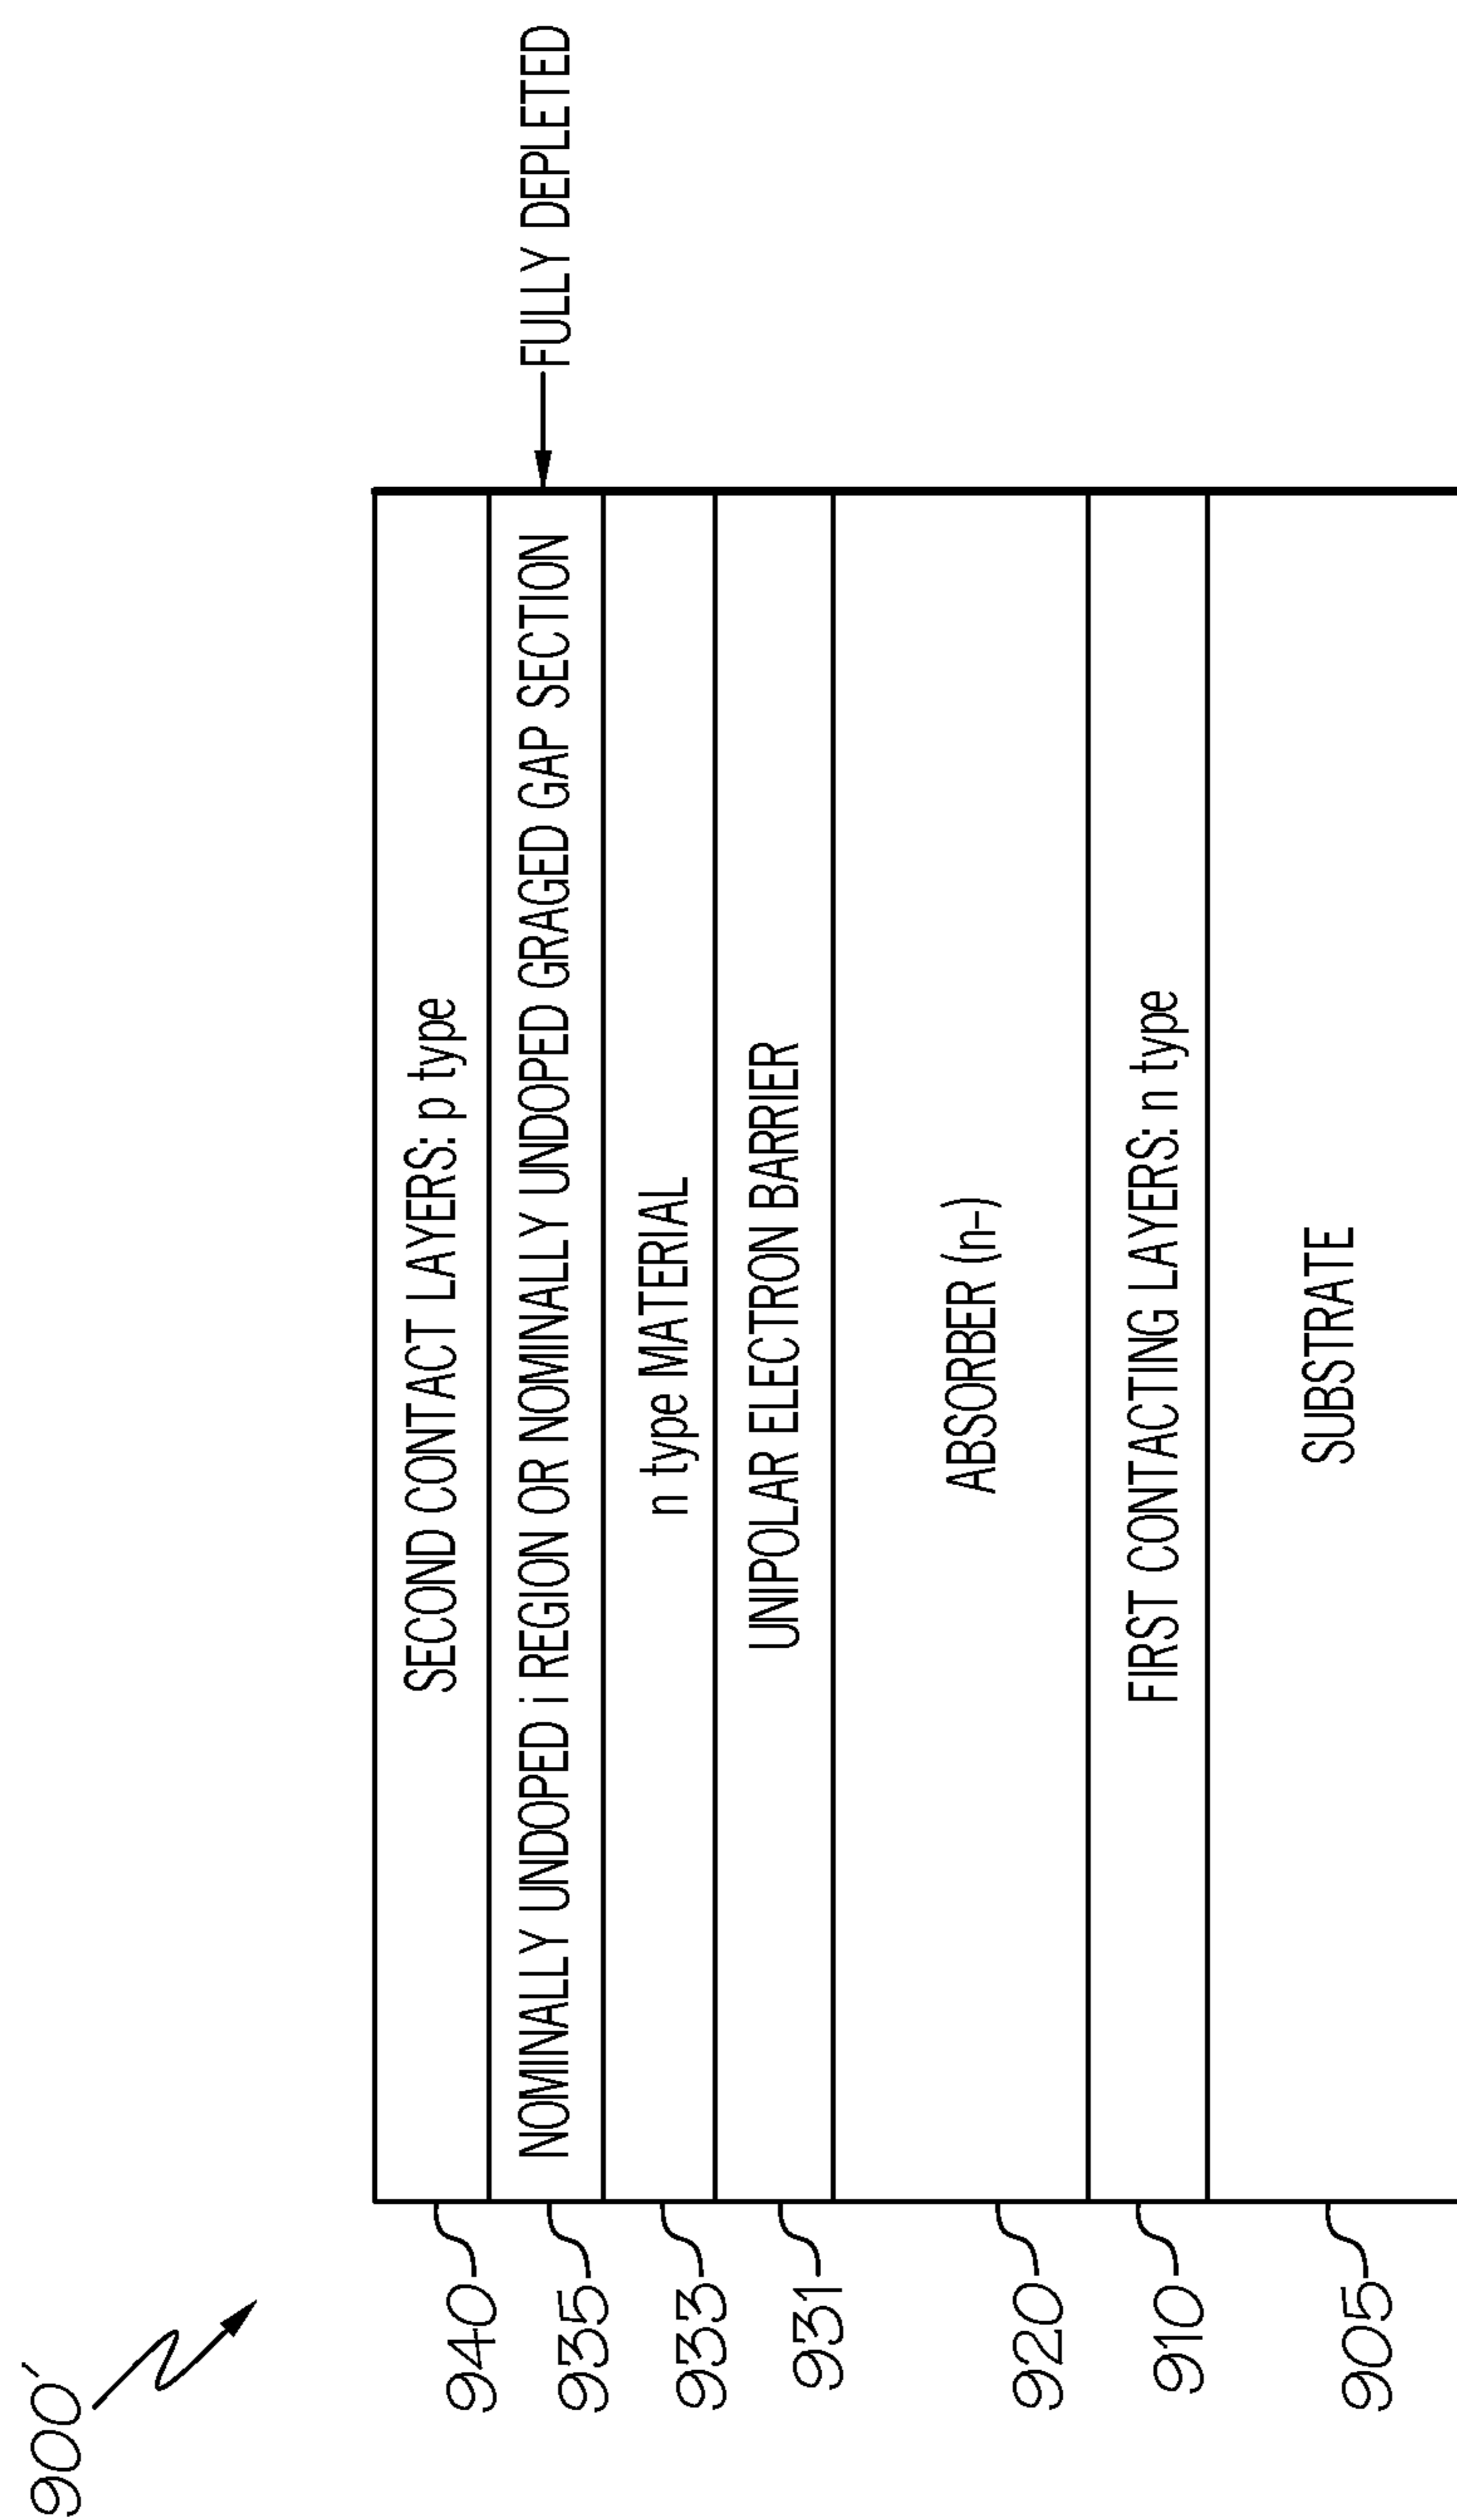 900'
940
SECOND CONTACT LAYERS: p type
935
NOMINALLY UNDOPED i REGION OR NOMINALLY UNDOPED GRAGED GAP SECTION
FULLY DEPLETED
933
n type MATERIAL
931
UNIPOLAR ELECTRON BARRIER
920
ABSORBER (n-)
910
FIRST CONTACTING LAYERS: n type
905
SUBSTRATE